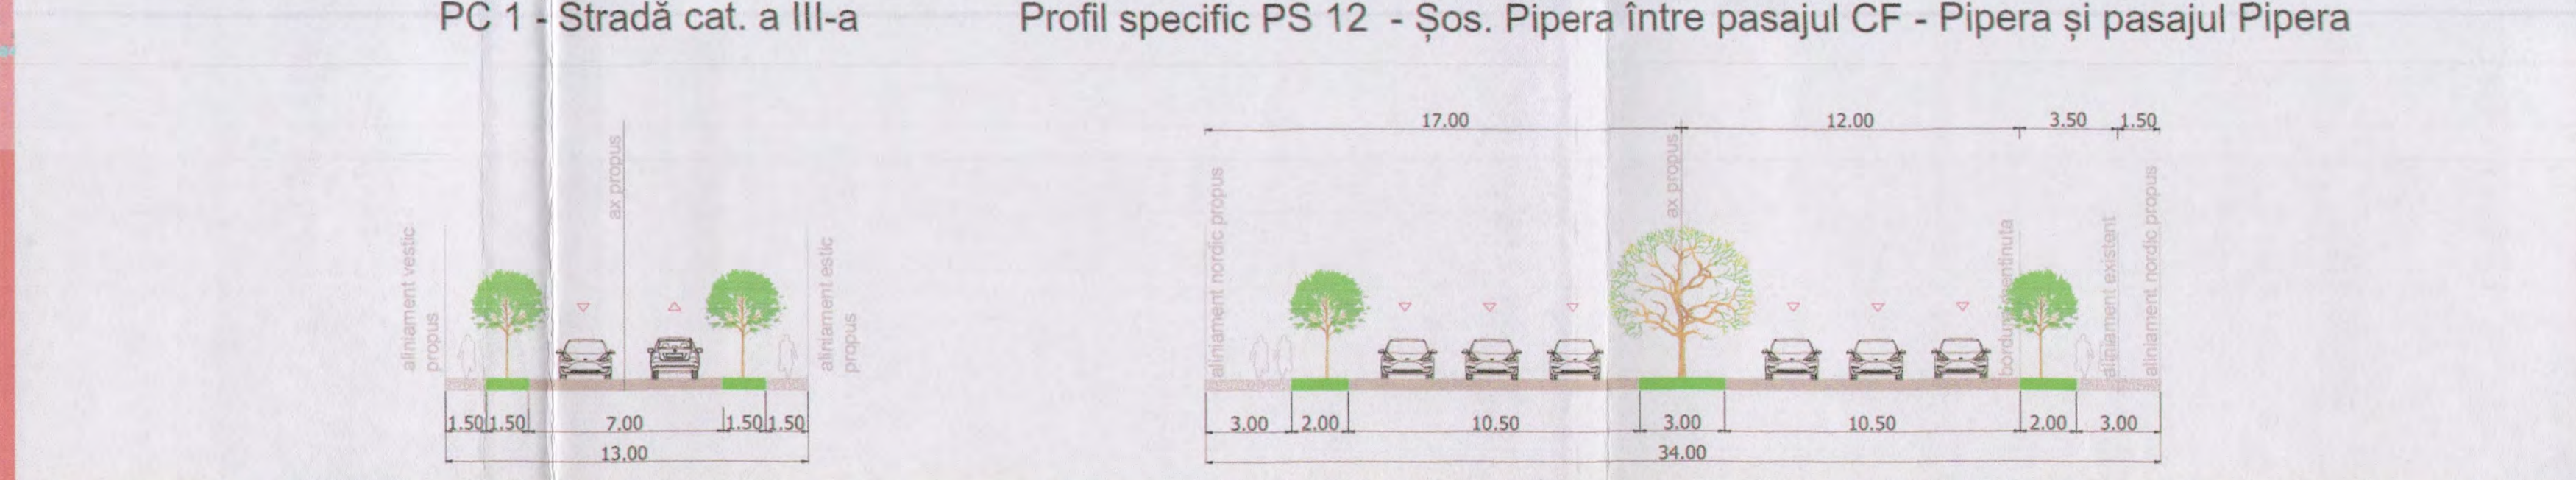 PC 1 - Stradă cat. a III-a
Profil specific PS 12 - Șos. Pipera între pasajul CF - Pipera și pasajul Pipera
aliniament vestic
propus
ax propus
aliniament estic
propus
1.50 1.50 7.00 1.50 1.50
13.00
17.00 12.00 3.50 1.50
aliniament nordic propus
ax propus
aliniament existent
aliniament nordic propus
3.00 2.00 10.50 3.00 10.50 2.00 3.00
34.00